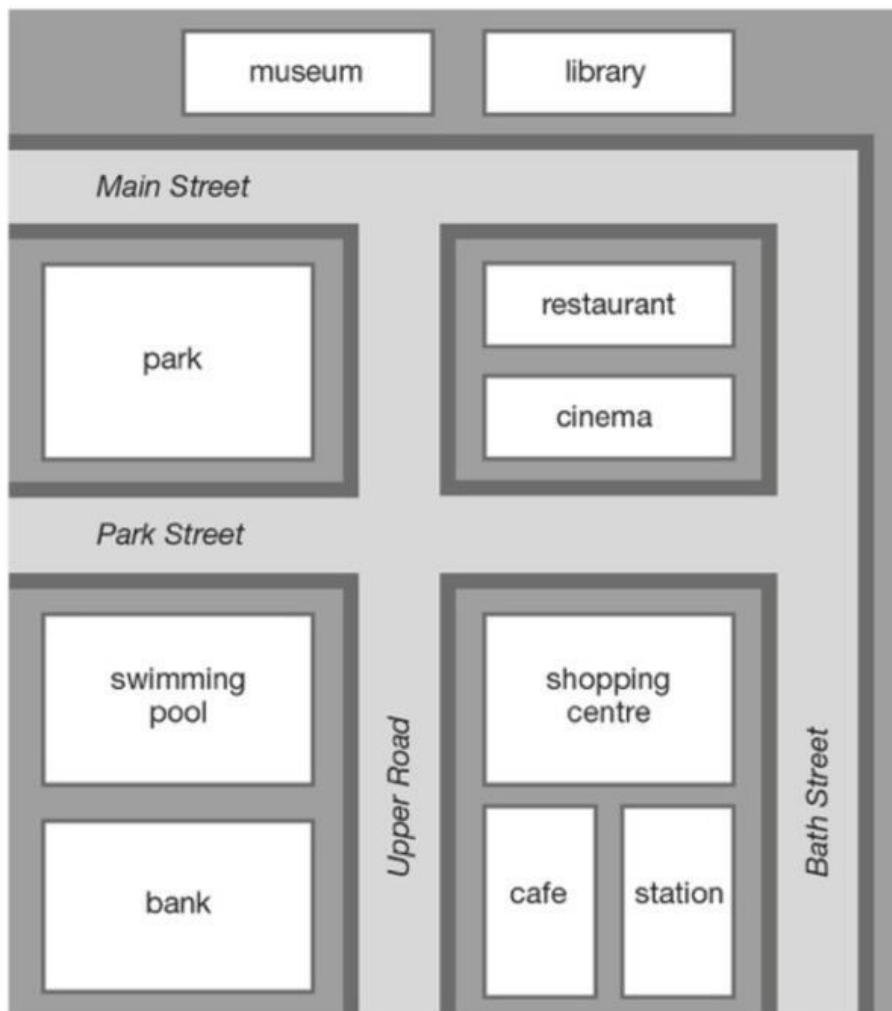 museum
library
Main Street
park
restaurant
cinema
Park Street
swimming
pool
shopping
centre
Upper Road
Bath Street
bank
cafe
station